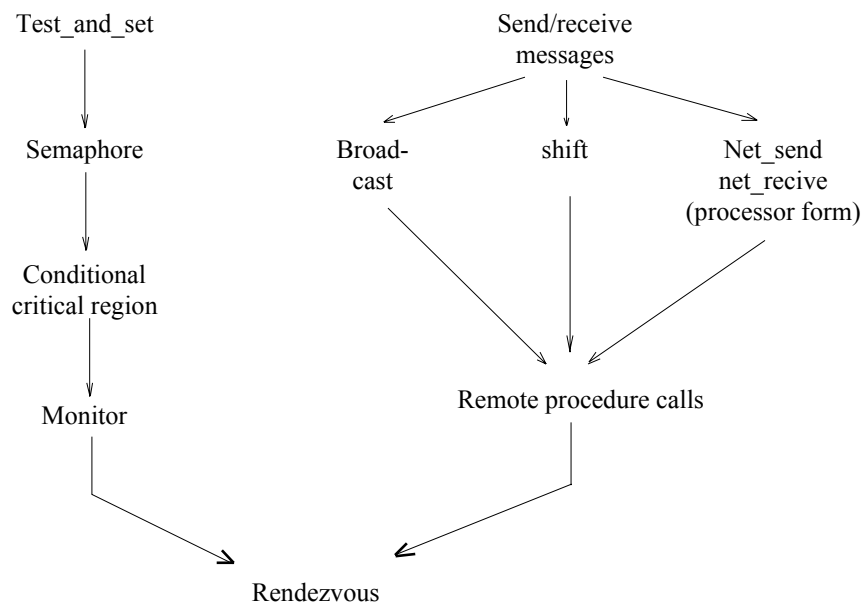 Test_and_set
Send/receive
messages
Semaphore
Broad-
cast
shift
Net_send
net_recive
(processor form)
Conditional
critical region
Monitor
Remote procedure calls
Rendezvous